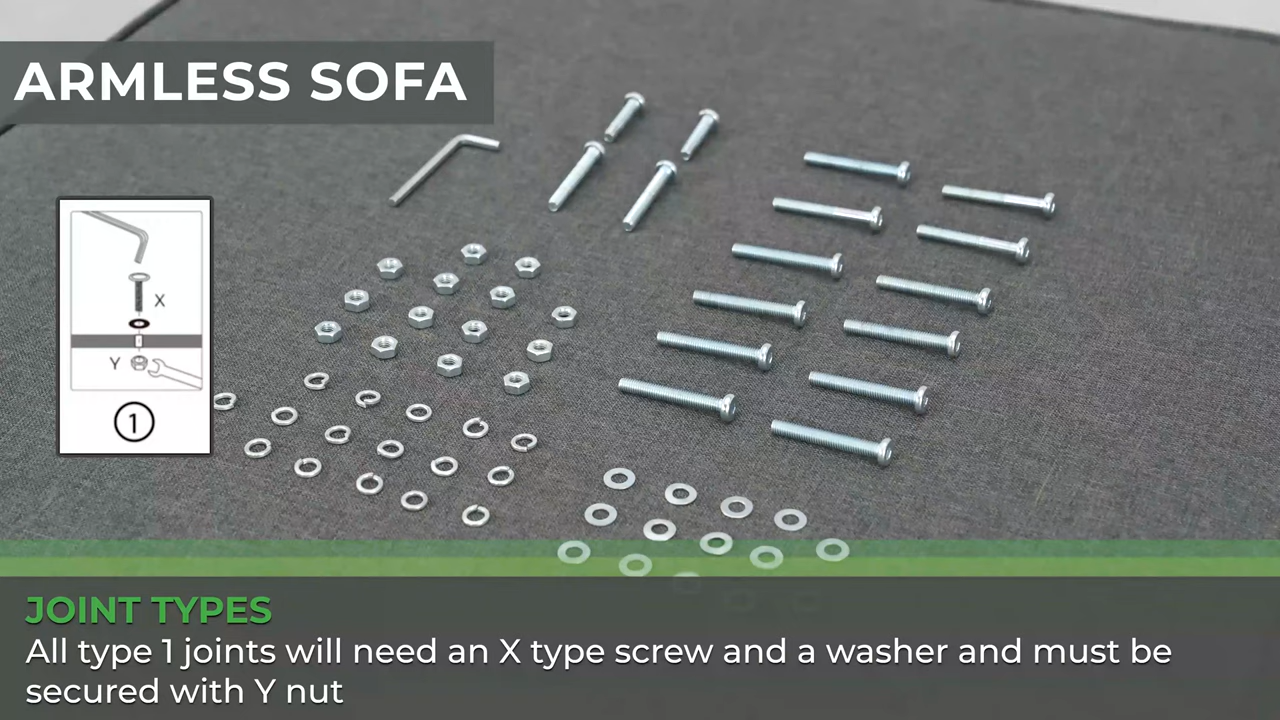 ARMLESS SOFA
X
Y
1
JOINT TYPES
All type 1 joints will need an X type screw and a washer and must be
secured with Y nut